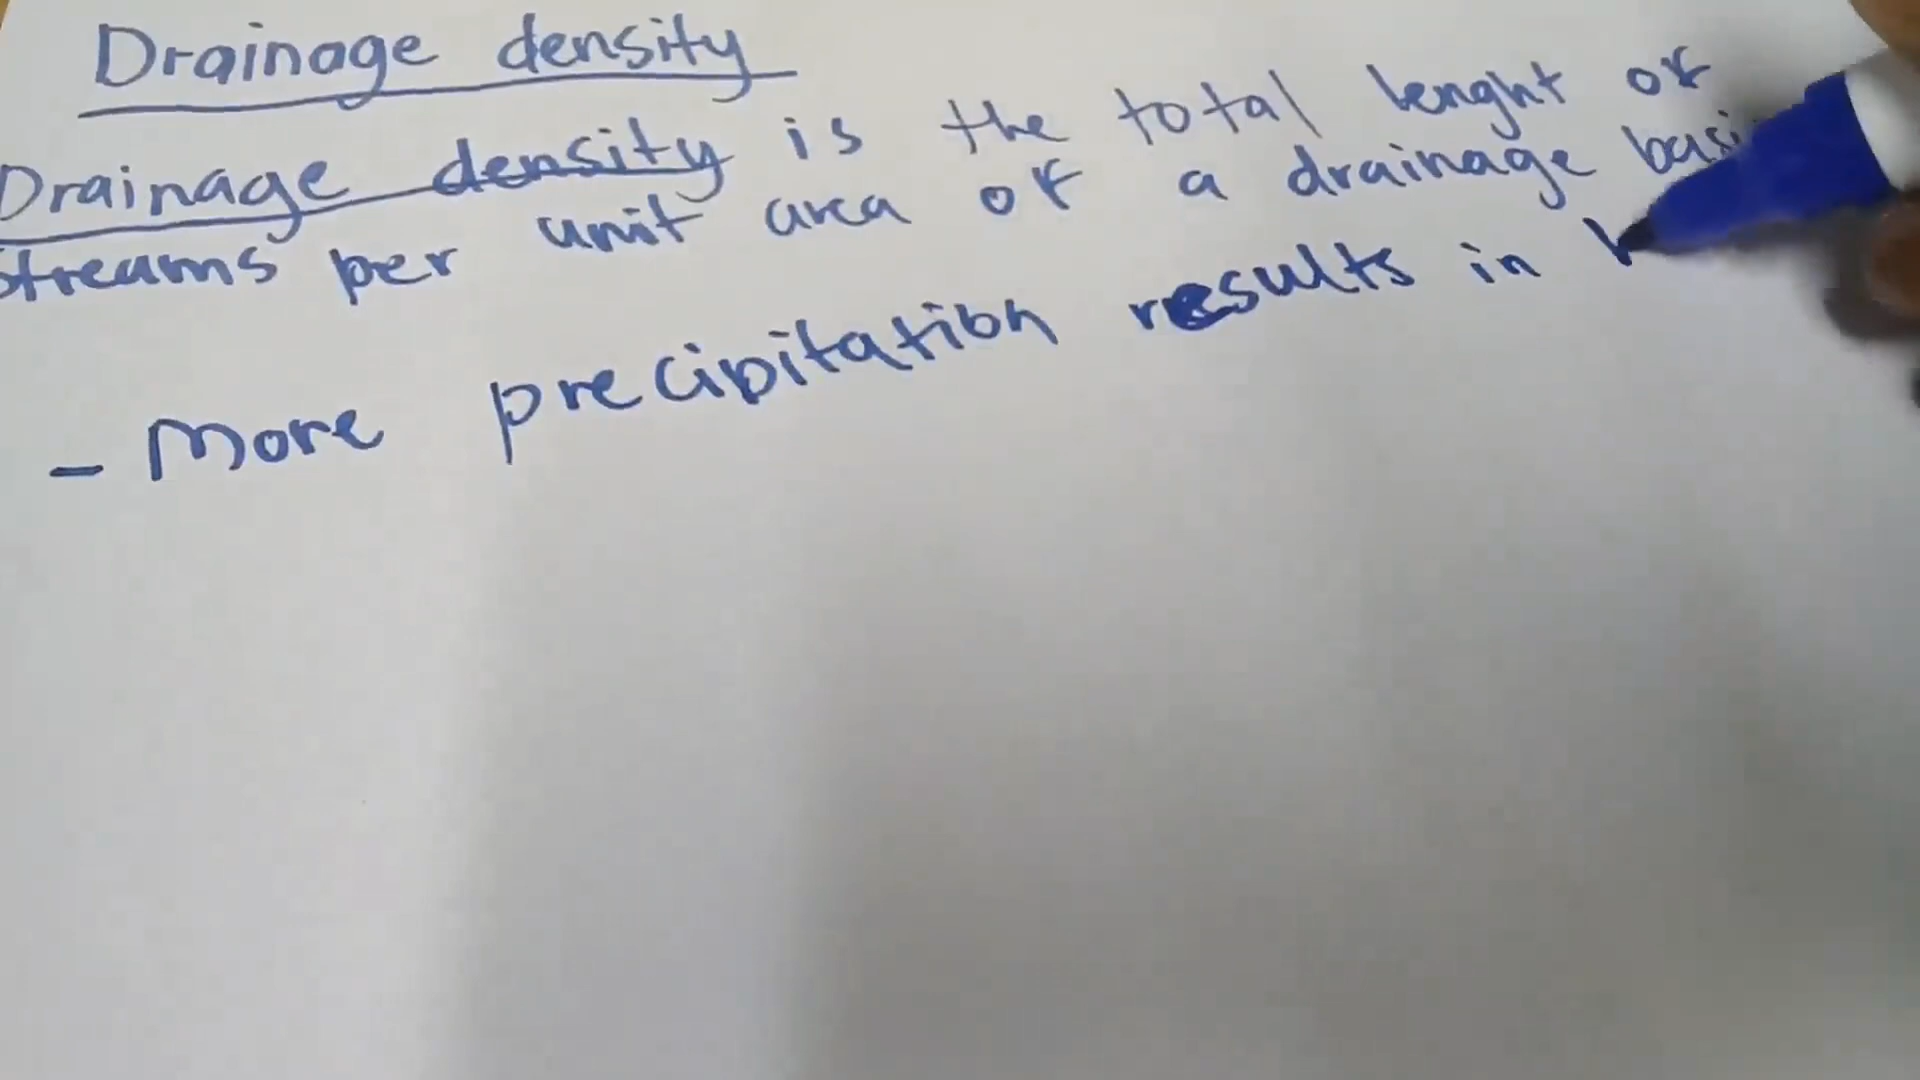 Drainage density
Drainage density is the total lenght of
streams per unit area of a drainage
- More precipitation results in